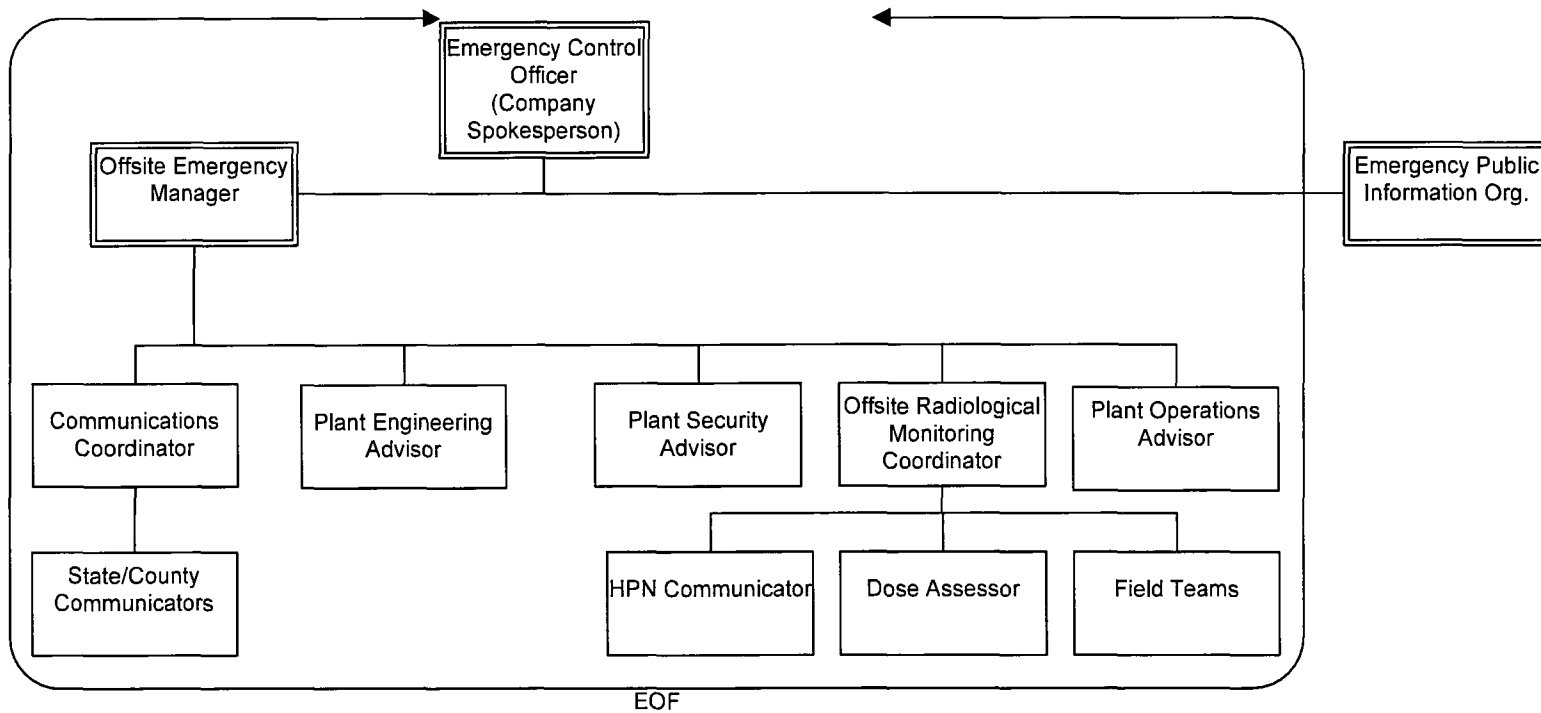 Emergency Control
Officer
(Company
Spokesperson)
Offsite Emergency
Manager
Emergency Public
Information Org.
Communications
Coordinator
Plant Engineering
Advisor
Plant Security
Advisor
Offsite Radiological
Monitoring
Coordinator
Plant Operations
Advisor
State/County
Communicators
HPN Communicator
Dose Assessor
Field Teams
EOF